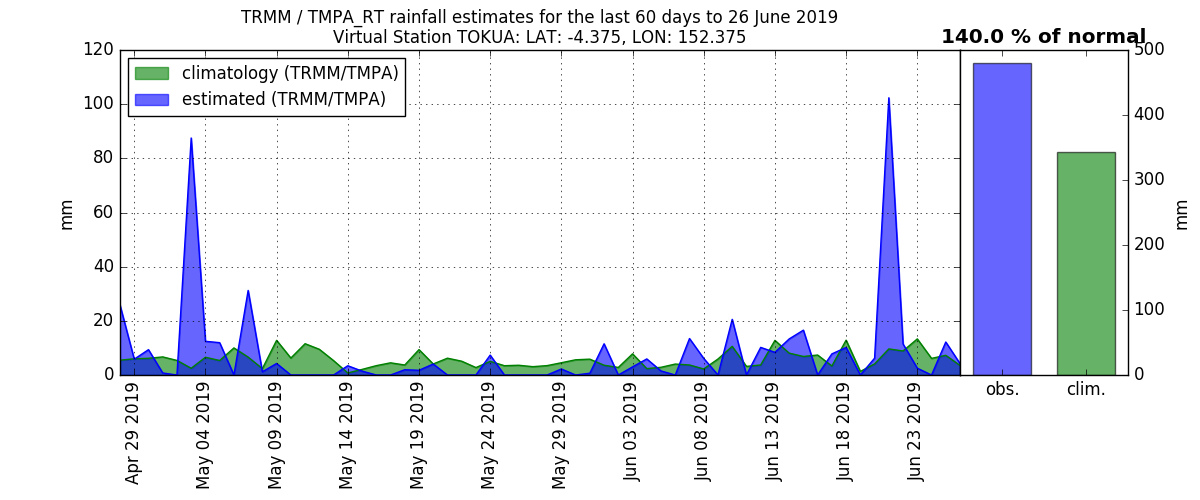 TRMM / TMPA_RT rainfall estimates for the last 60 days to 26 June 2019
Virtual Station TOKUA: LAT: -4.375, LON: 152.375
140.0 % of normal
climatology (TRMM/TMPA)
estimated (TRMM/TMPA)
120
100
80
60
40
20
0
mm
Apr 29 2019
May 04 2019
May 09 2019
May 14 2019
May 19 2019
May 24 2019
May 29 2019
Jun 03 2019
Jun 08 2019
Jun 13 2019
Jun 18 2019
Jun 23 2019
obs.
clim.
500
400
300
200
100
0
mm